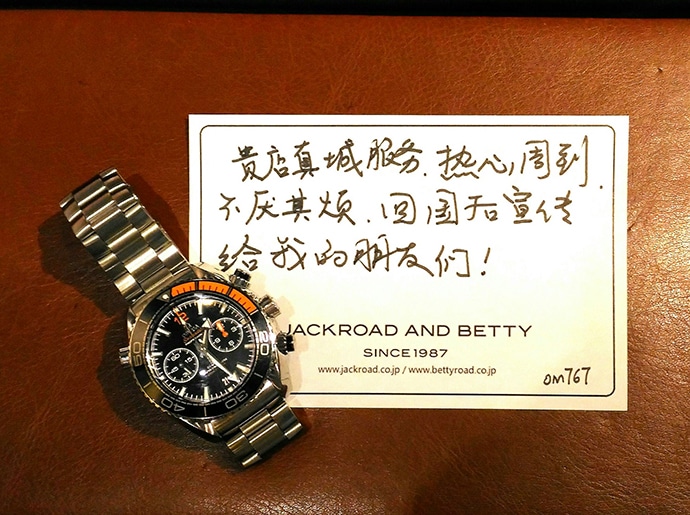 贵店真城服务、热心周到、
不厌其烦、回国后宣传
给我的朋友们！
JACKROAD AND BETTY
SINCE1987
www.jackroad.co.jp / www.bettyroad.co.jp
om767